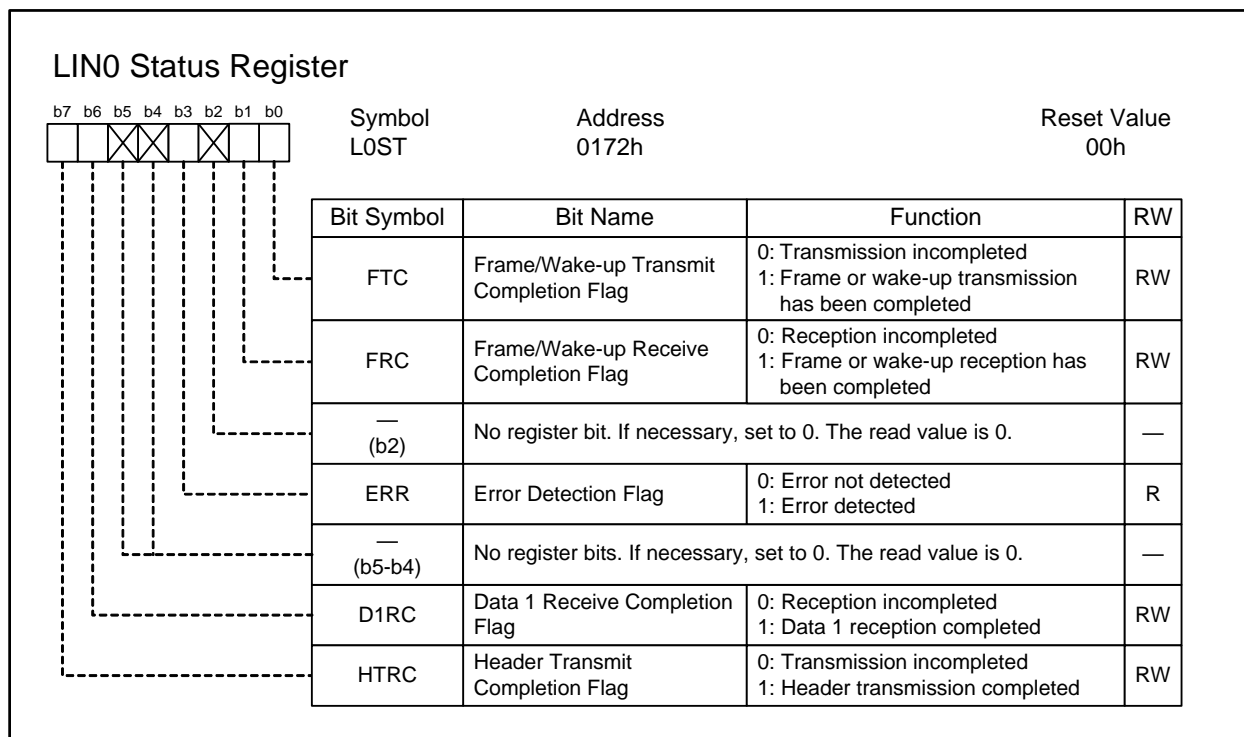 LIN0 Status Register
b7 b6 b5 b4 b3 b2 b1 b0
Symbol Address Reset Value
L0ST 0172h 00h
Bit Symbol Bit Name Function RW
FTC Frame/Wake-up Transmit Completion Flag 0: Transmission incompleted RW
1: Frame or wake-up transmission
has been completed
FRC Frame/Wake-up Receive Completion Flag 0: Reception incompleted RW
1: Frame or wake-up reception has
been completed
— (b2) No register bit. If necessary, set to 0. The read value is 0. —
ERR Error Detection Flag 0: Error not detected R
1: Error detected
— (b5-b4) No register bits. If necessary, set to 0. The read value is 0. —
D1RC Data 1 Receive Completion Flag 0: Reception incompleted RW
1: Data 1 reception completed
HTRC Header Transmit Completion Flag 0: Transmission incompleted RW
1: Header transmission completed